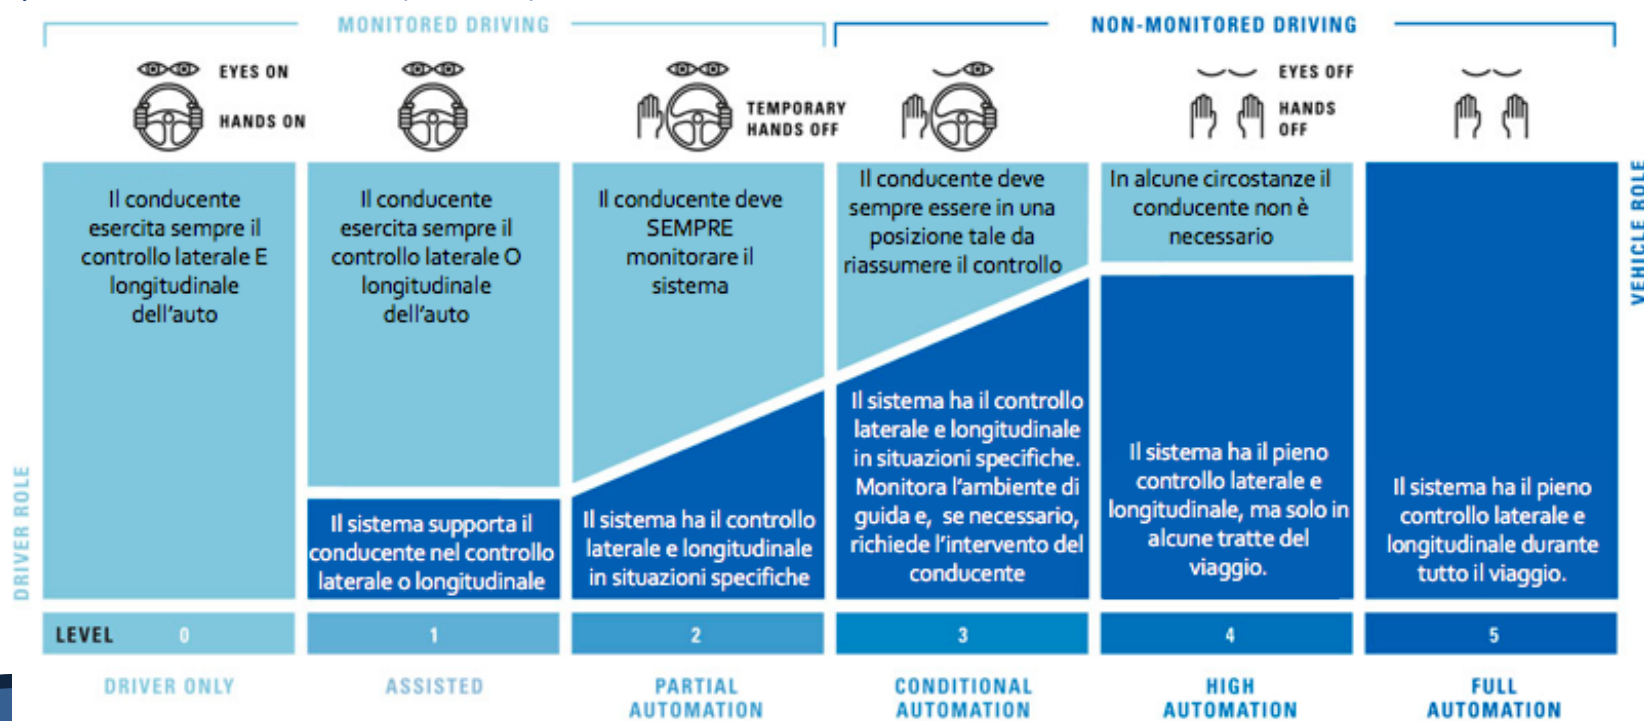 MONITORED DRIVING
NON-MONITORED DRIVING
EYES ON
HANDS ON
TEMPORARY
HANDS OFF
EYES OFF
HANDS
OFF
Il conducente
esercita sempre il
controllo laterale E
longitudinale
dell'auto
Il conducente
esercita sempre il
controllo laterale O
longitudinale
dell'auto
Il sistema supporta il
conducente nel controllo
laterale o longitudinale
Il conducente deve
SEMPRE
monitorare il
sistema
Il sistema ha il controllo
laterale e longitudinale
in situazioni specifiche
Il conducente deve
sempre essere in una
posizione tale da
riassumere il controllo
Il sistema ha il controllo
laterale e longitudinale
in situazioni specifiche.
Monitora l'ambiente di
guida e, se necessario,
richiede l'intervento del
conducente
In alcune circostanze il
conducente non è
necessario
Il sistema ha il pieno
controllo laterale e
longitudinale, ma solo in
alcune tratte del
viaggio.
Il sistema ha il pieno
controllo laterale e
longitudinale durante
tutto il viaggio.
DRIVER ROLE
VEHICLE ROLE
LEVEL 0 1 2 3 4 5
DRIVER ONLY
ASSISTED
PARTIAL
AUTOMATION
CONDITIONAL
AUTOMATION
HIGH
AUTOMATION
FULL
AUTOMATION